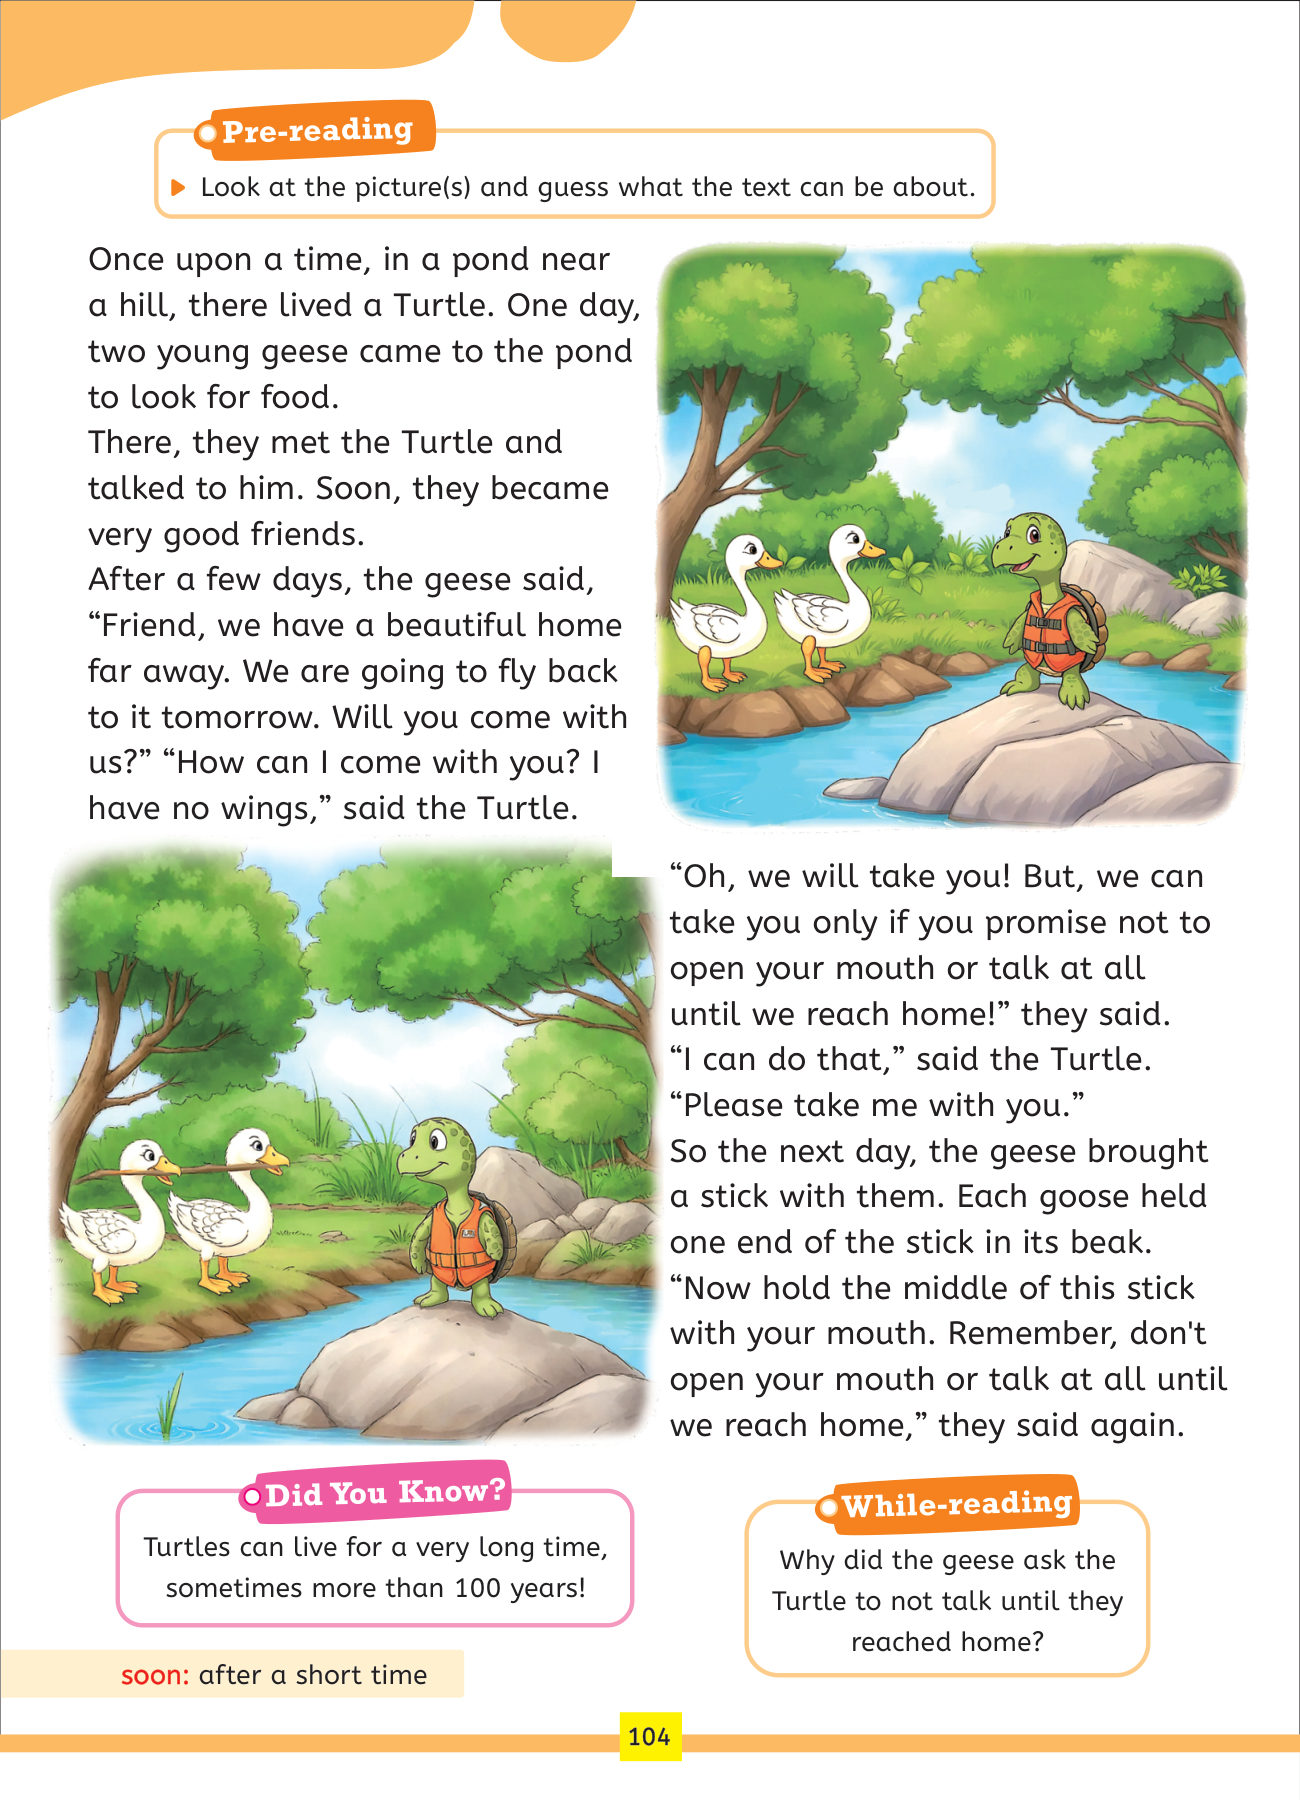 Pre-reading
Look at the picture(s) and guess what the text can be about.
Once upon a time, in a pond near
a hill, there lived a Turtle. One day,
two young geese came to the pond
to look for food.
There, they met the Turtle and
talked to him. Soon, they became
very good friends.
After a few days, the geese said,
“Friend, we have a beautiful home
far away. We are going to fly back
to it tomorrow. Will you come with
us?” “How can I come with you? I
have no wings,” said the Turtle.
“Oh, we will take you! But, we can
take you only if you promise not to
open your mouth or talk at all
until we reach home!” they said.
“I can do that,” said the Turtle.
“Please take me with you.”
So the next day, the geese brought
a stick with them. Each goose held
one end of the stick in its beak.
“Now hold the middle of this stick
with your mouth. Remember, don't
open your mouth or talk at all until
we reach home,” they said again.
Did You Know?
Turtles can live for a very long time,
sometimes more than 100 years!
While-reading
Why did the geese ask the
Turtle to not talk until they
reached home?
soon: after a short time
104